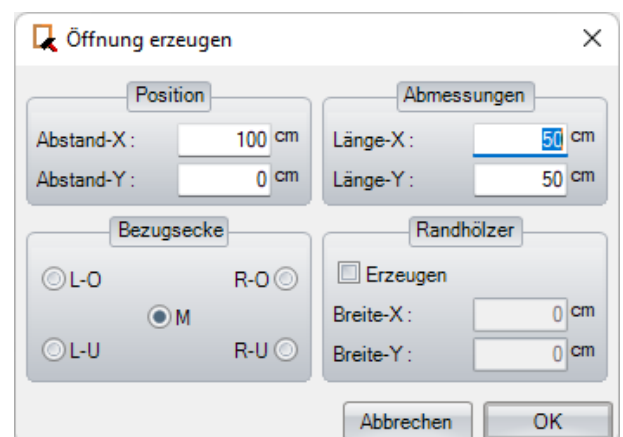 Öffnung erzeugen
Position
Abstand-X : 100 cm
Abstand-Y : 0 cm
Abmessungen
Länge-X : 50 cm
Länge-Y : 50 cm
Bezugsecke
L-O R-O
M
L-U R-U
Randhölzer
Erzeugen
Breite-X : 0 cm
Breite-Y : 0 cm
Abbrechen OK